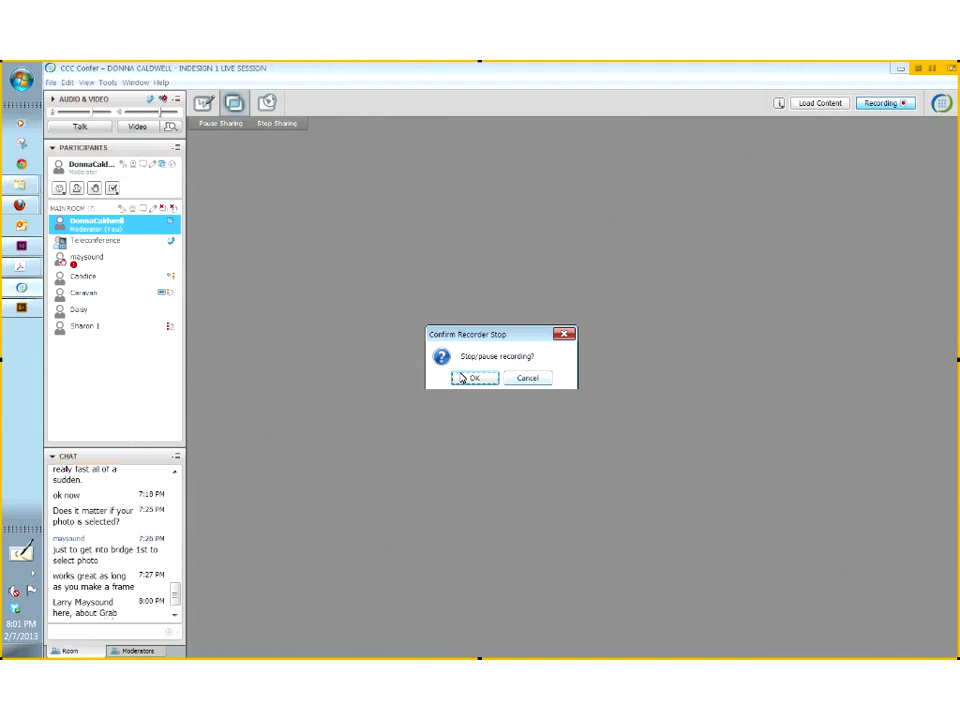 CCC Confer – DONNA CALDWELL - INDESIGN 1 LIVE SESSION
File Edit View Tools Window Help
AUDIO & VIDEO
Talk Video
PARTICIPANTS
DonnaCald...
Moderator
MAIN ROOM (7)
DonnaCaldwell
Moderator (You)
Teleconference
maysound
Candice
Caravan
Daisy
Sharon 1
CHAT
really fast all of a
sudden.
ok now 7:18 PM
Does it matter if your 7:25 PM
photo is selected?
maysound 7:26 PM
just to get into bridge 1st to
select photo
works great as long 7:27 PM
as you make a frame
Larry Maysound 8:00 PM
here, about Grab
Room Moderators
Pause Sharing Stop Sharing
Load Content Recording
Confirm Recorder Stop
Stop/pause recording?
OK Cancel
8:01 PM
2/7/2013